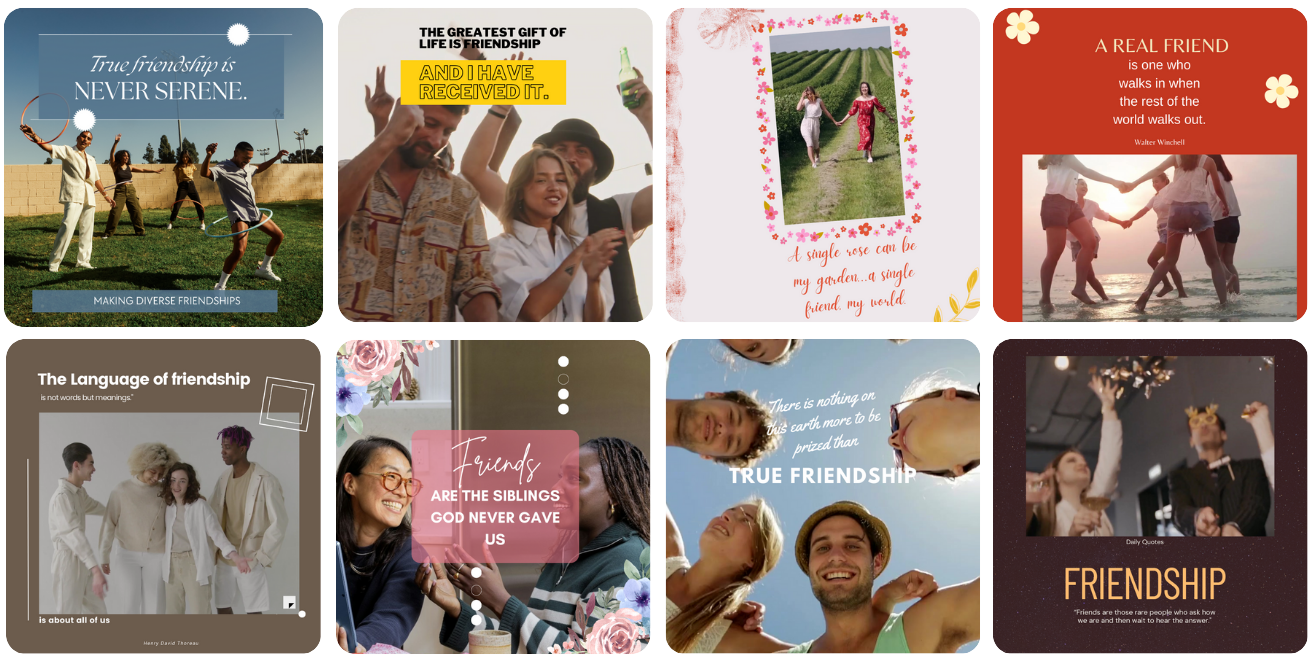 True friendship is
NEVER SERENE.
MAKING DIVERSE FRIENDSHIPS
THE GREATEST GIFT OF
LIFE IS FRIENDSHIP
AND I HAVE
RECEIVED IT.
A single rose can be
my garden...a single
friend, my world.
A REAL FRIEND
is one who
walks in when
the rest of the
world walks out.
Walter Winchell
The Language of friendship
is not words but meanings."
is about all of us
Henry David Thoreau
Friends
ARE THE SIBLINGS
GOD NEVER GAVE
US
There is nothing on
this earth more to be
prized than
TRUE FRIENDSHIP
Daily Quotes
FRIENDSHIP
"Friends are those rare people who ask how
we are and then wait to hear the answer."